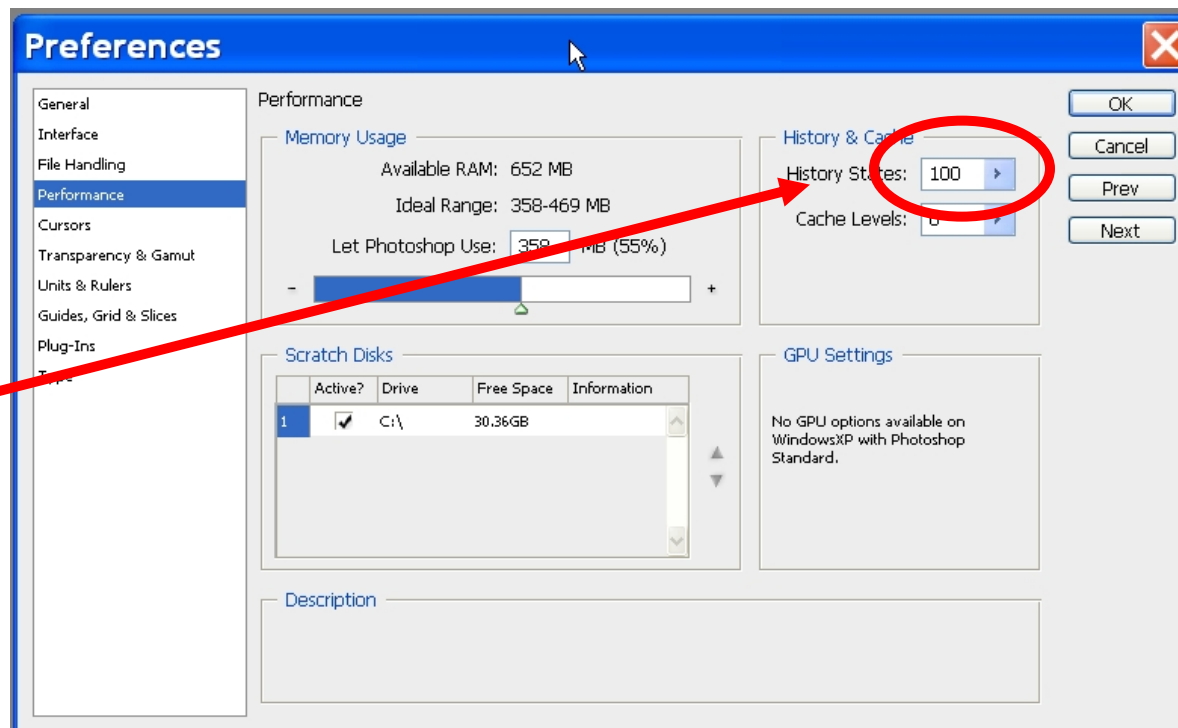 Preferences
General
Interface
File Handling
Performance
Cursors
Transparency & Gamut
Units & Rulers
Guides, Grid & Slices
Plug-Ins
Type
Performance
Memory Usage
Available RAM: 652 MB
Ideal Range: 358-469 MB
Let Photoshop Use: 358 MB (55%)
- +
Scratch Disks
Active? Drive Free Space Information
1 C:\ 30.36GB
History & Cache
History States: 100
Cache Levels:
GPU Settings
No GPU options available on
WindowsXP with Photoshop
Standard.
Description
OK
Cancel
Prev
Next